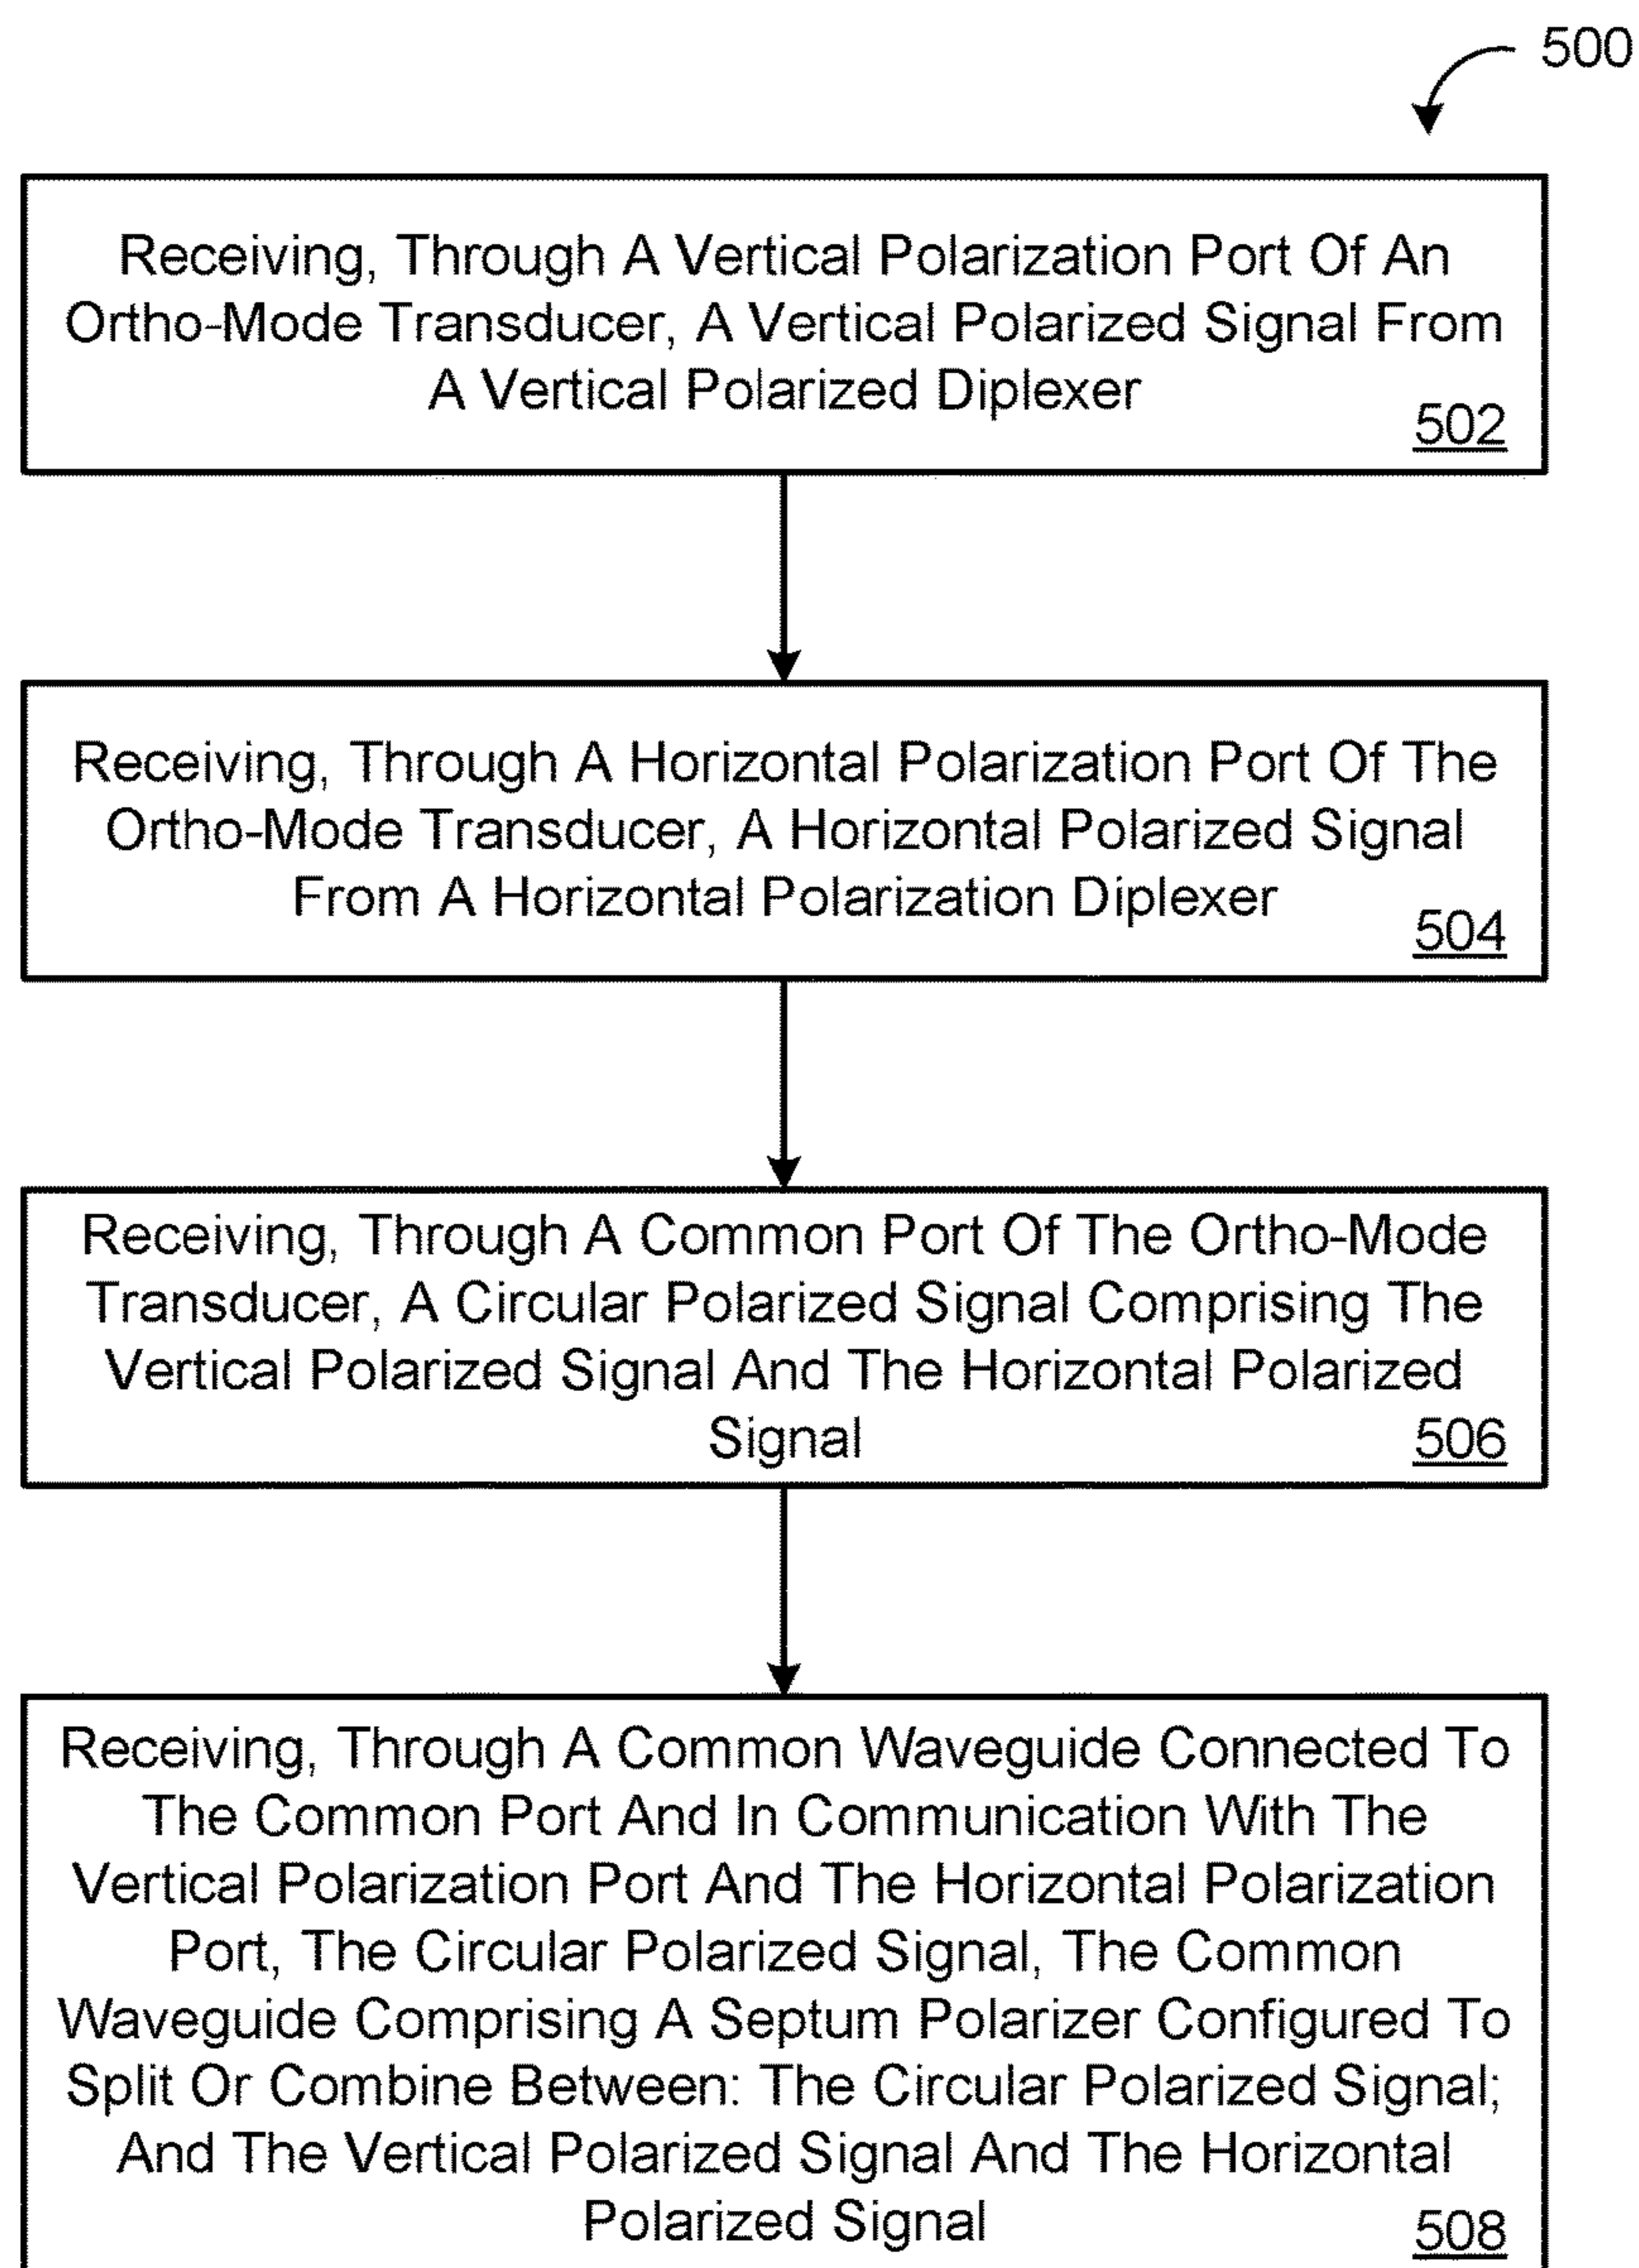 500
Receiving, Through A Vertical Polarization Port Of An
Ortho-Mode Transducer, A Vertical Polarized Signal From
A Vertical Polarized Diplexer
502
Receiving, Through A Horizontal Polarization Port Of The
Ortho-Mode Transducer, A Horizontal Polarized Signal
From A Horizontal Polarization Diplexer
504
Receiving, Through A Common Port Of The Ortho-Mode
Transducer, A Circular Polarized Signal Comprising The
Vertical Polarized Signal And The Horizontal Polarized
Signal
506
Receiving, Through A Common Waveguide Connected To
The Common Port And In Communication With The
Vertical Polarization Port And The Horizontal Polarization
Port, The Circular Polarized Signal, The Common
Waveguide Comprising A Septum Polarizer Configured To
Split Or Combine Between: The Circular Polarized Signal;
And The Vertical Polarized Signal And The Horizontal
Polarized Signal
508